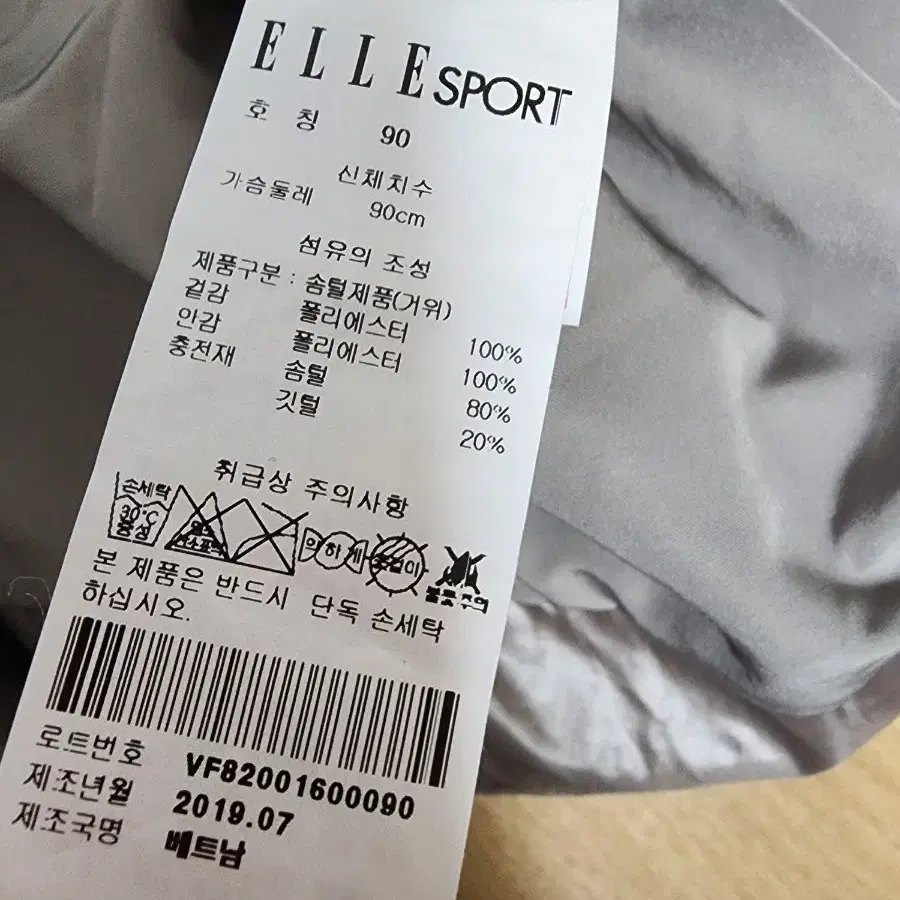 ELLE SPORT
호 칭 90
신체치수
가슴둘레 90cm
섬유의 조성
제품구분 : 솜털제품(거위)
겉감 폴리에스터 100%
안감 폴리에스터 100%
충전재 솜털 80%
깃털 20%
취급상 주의사항
손세탁
30°C
중성
본 제품은 반드시 단독 손세탁
하십시오.
로트번호 VF82001600090
제조년월 2019.07
제조국명 베트남